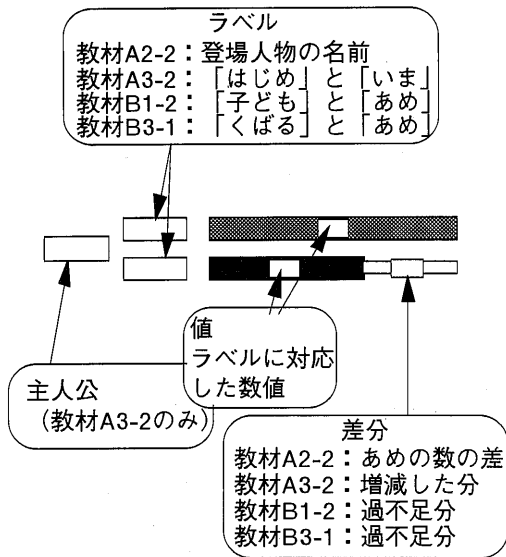 ラベル
教材A2-2：登場人物の名前
教材A3-2：「はじめ」と「いま」
教材B1-2：「子ども」と「あめ」
教材B3-1：「くばる」と「あめ」
値
ラベルに対応
した数値
主人公
（教材A3-2のみ）
差分
教材A2-2：あめの数の差
教材A3-2：増減した分
教材B1-2：過不足分
教材B3-1：過不足分